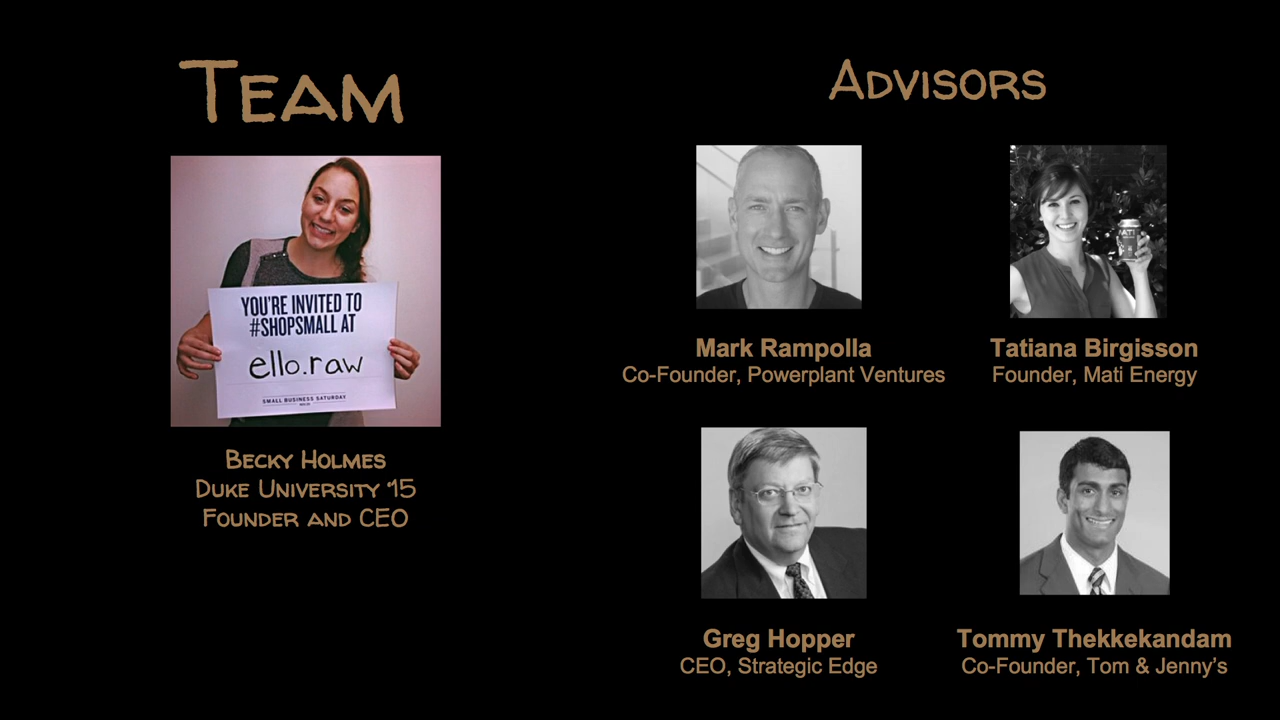 Team
YOU'RE INVITED TO
#SHOPSMALL AT
ello.raw
SMALL BUSINESS SATURDAY
Becky Holmes
Duke University '15
Founder and CEO
Advisors
Mark Rampolla
Co-Founder, Powerplant Ventures
MATI
Tatiana Birgisson
Founder, Mati Energy
Greg Hopper
CEO, Strategic Edge
Tommy Thekkekandam
Co-Founder, Tom & Jenny's